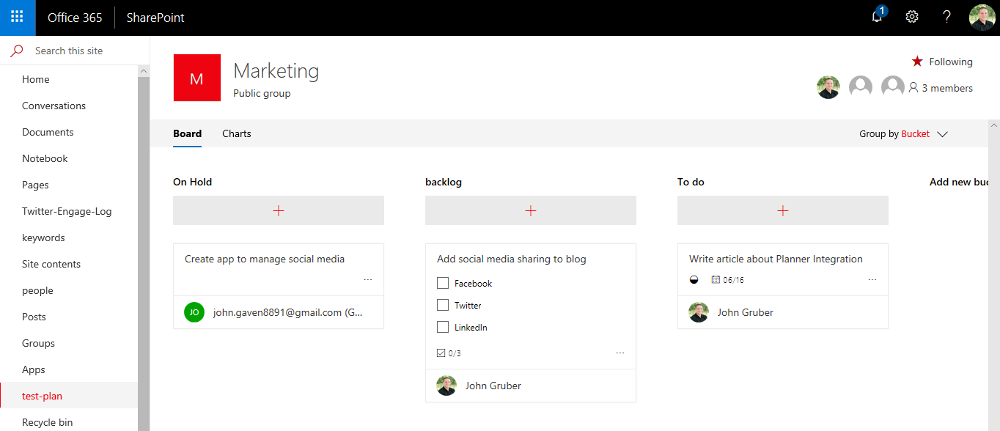 Office 365
SharePoint
1
?
Search this site
Home
Conversations
Documents
Notebook
Pages
Twitter-Engage-Log
keywords
Site contents
people
Posts
Groups
Apps
test-plan
Recycle bin
M
Marketing
Public group
Following
3 members
Board
Charts
Group by Bucket
On Hold
Create app to manage social media
...
JO
john.gaven8891@gmail.com (G...
backlog
Add social media sharing to blog
Facebook
Twitter
LinkedIn
0/3
...
John Gruber
To do
Write article about Planner Integration
06/16
...
John Gruber
Add new buc